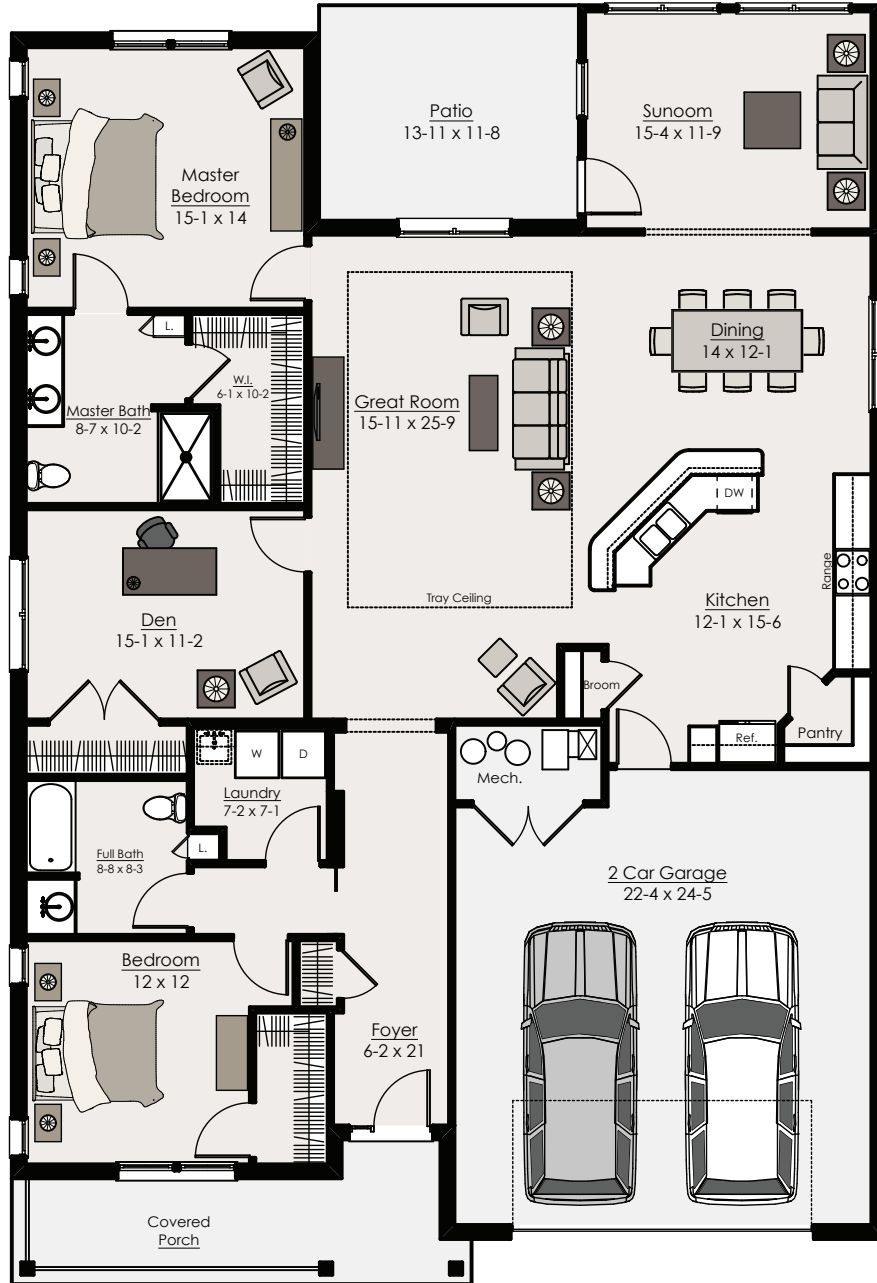 Patio
13-11 x 11-8
Sunoom
15-4 x 11-9
Master
Bedroom
15-1 x 14
L.
W.I.
6-1 x 10-2
Master Bath
8-7 x 10-2
Great Room
15-11 x 25-9
Dining
14 x 12-1
DW
Range
Kitchen
12-1 x 15-6
Tray Ceiling
Den
15-1 x 11-2
Broom
Pantry
Ref.
W
D
Laundry
7-2 x 7-1
Mech.
L.
Full Bath
8-8 x 8-3
2 Car Garage
22-4 x 24-5
Bedroom
12 x 12
Foyer
6-2 x 21
Covered
Porch